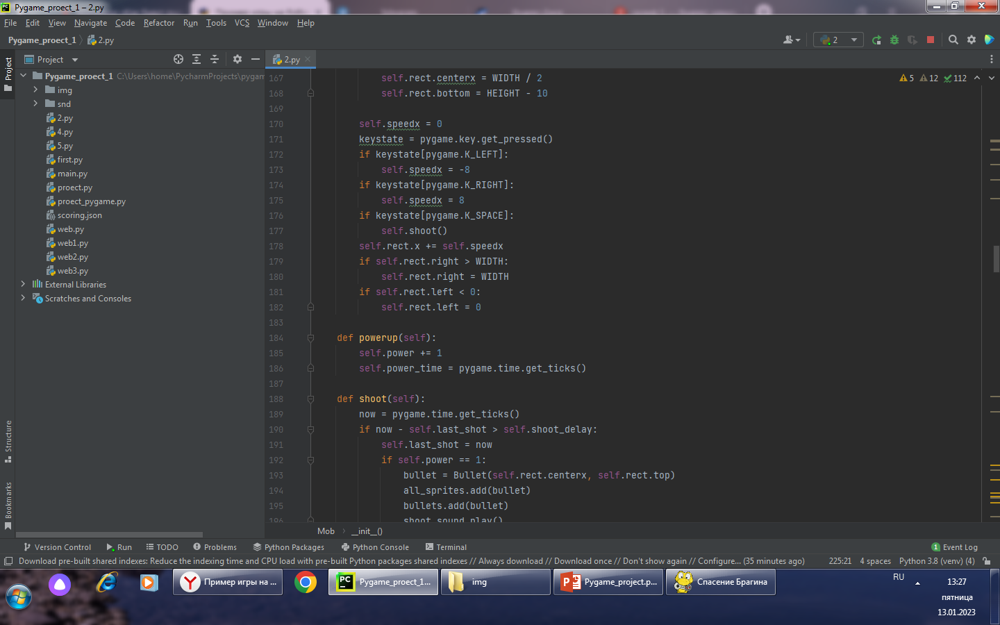 Pygame_proect_1 – 2.py
File Edit View Navigate Code Refactor Run Tools VCS Window Help
Pygame_proect_1 2.py 2
Project 2.py
Pygame_proect_1 C:\Users\home\PycharmProjects\pygam
img
snd
2.py
4.py
5.py
first.py
main.py
proect.py
proect_pygame.py
scoring.json
web.py
web1.py
web2.py
web3.py
External Libraries
Scratches and Consoles
Project
Structure
Bookmarks
5 12 112
167 self.rect.centerx = WIDTH / 2
168 self.rect.bottom = HEIGHT - 10
169
170 self.speedx = 0
171 keystate = pygame.key.get_pressed()
172 if keystate[pygame.K_LEFT]:
173 self.speedx = -8
174 if keystate[pygame.K_RIGHT]:
175 self.speedx = 8
176 if keystate[pygame.K_SPACE]:
177 self.shoot()
178 self.rect.x += self.speedx
179 if self.rect.right > WIDTH:
180 self.rect.right = WIDTH
181 if self.rect.left < 0:
182 self.rect.left = 0
183
184 def powerup(self):
185 self.power += 1
186 self.power_time = pygame.time.get_ticks()
187
188 def shoot(self):
189 now = pygame.time.get_ticks()
190 if now - self.last_shot > self.shoot_delay:
191 self.last_shot = now
192 if self.power == 1:
193 bullet = Bullet(self.rect.centerx, self.rect.top)
194 all_sprites.add(bullet)
195 bullets.add(bullet)
196 shoot_sound.play()
Mob __init__()
Version Control Run TODO Problems Python Packages Python Console Terminal 1 Event Log
Download pre-built shared indexes: Reduce the indexing time and CPU load with pre-built Python packages shared indexes // Always download // Download once // Don't show again // Configure... (35 minutes ago) 225:21 4 spaces Python 3.8 (venv) (4)
Пример игры на ... Pygame_proect_1... img Pygame_project.p... Спасение Брагина RU 13:27
пятница
13.01.2023